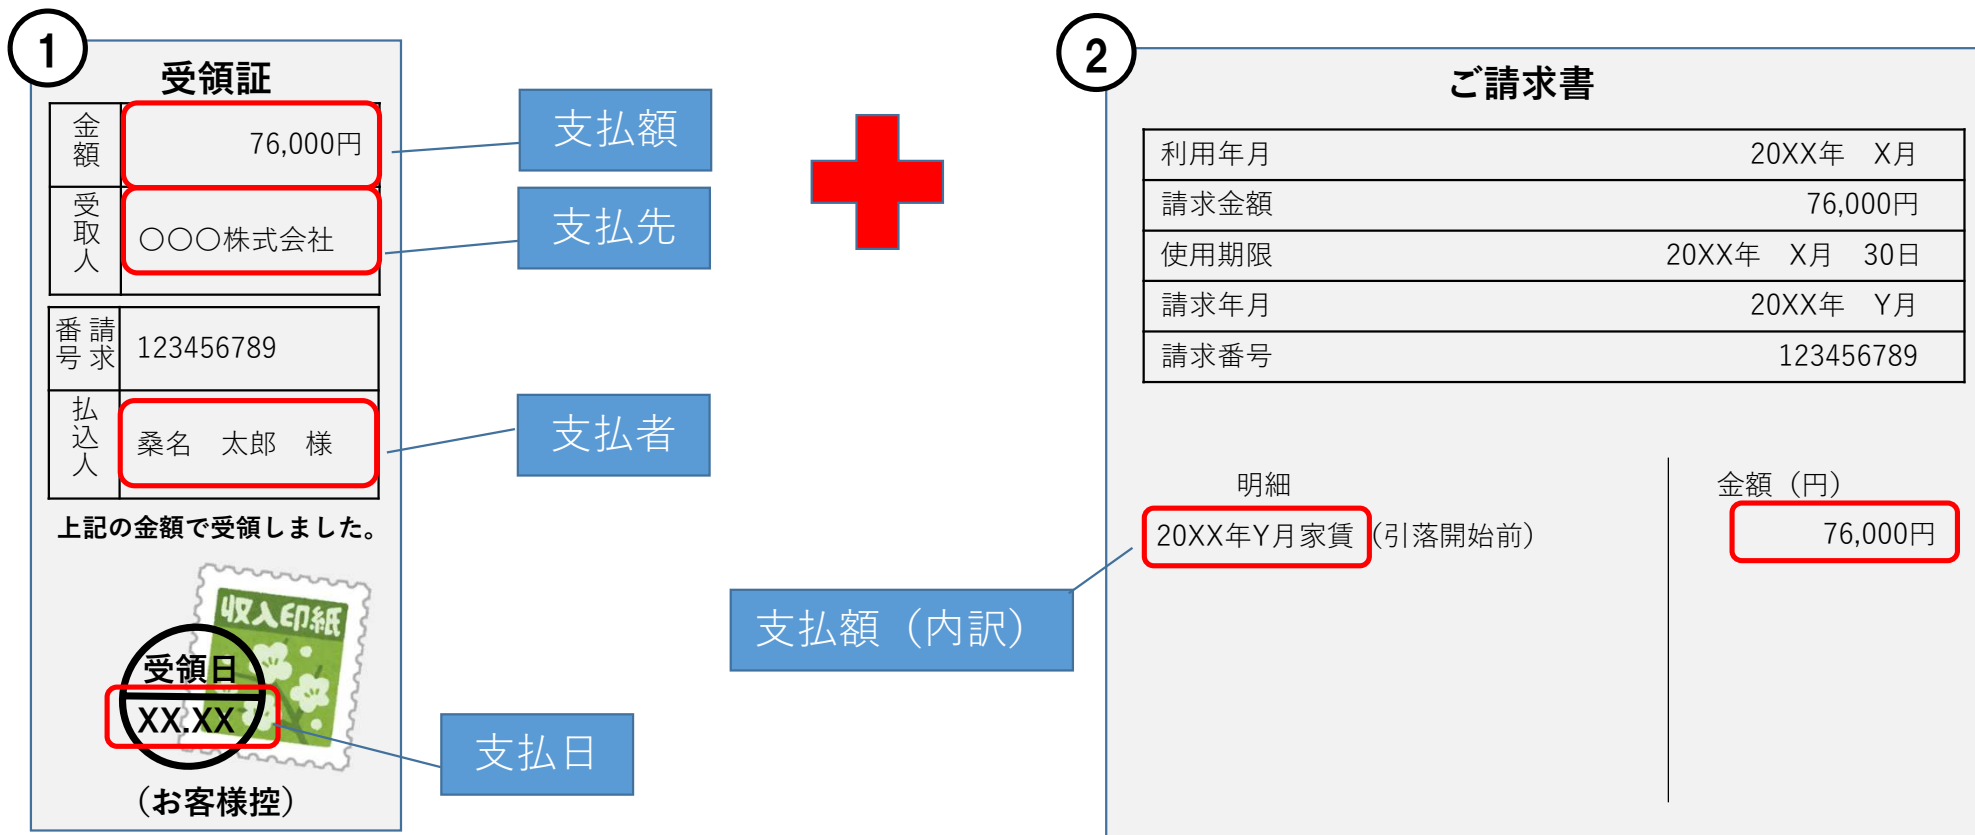 1
受領証
金額 76,000円
受取人 〇〇〇株式会社
請求番号 123456789
払込人 桑名 太郎 様
上記の金額で受領しました。
収入印紙
受領日
XX.XX
(お客様控)
支払額
支払先
支払者
支払日
2
ご請求書
利用年月 20XX年 X月
請求金額 76,000円
使用期限 20XX年 X月 30日
請求年月 20XX年 Y月
請求番号 123456789
明細 金額（円）
20XX年Y月家賃（引落開始前） 76,000円
支払額（内訳）